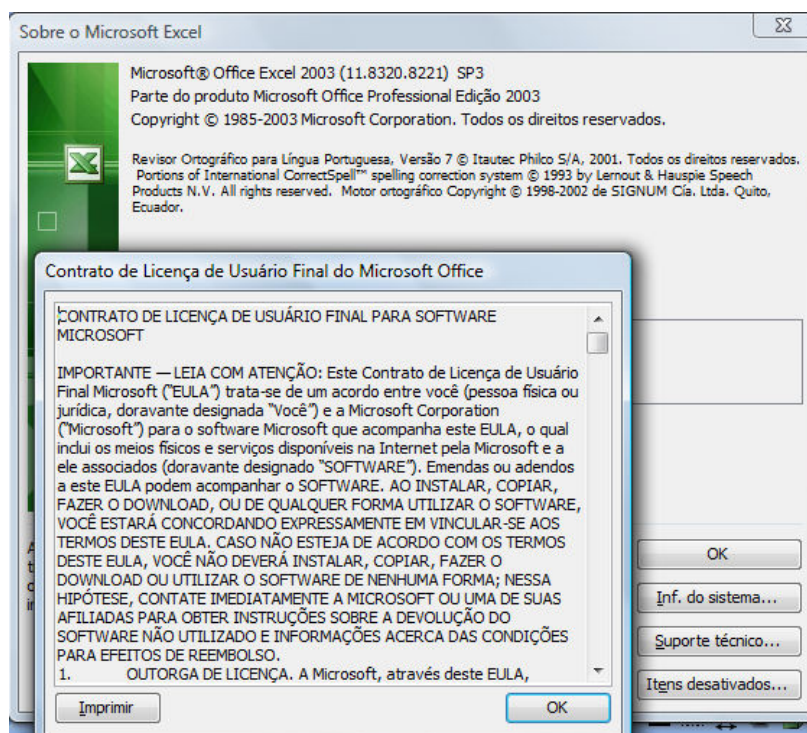 Sobre o Microsoft Excel
Microsoft® Office Excel 2003 (11.8320.8221) SP3
Parte do produto Microsoft Office Professional Edição 2003
Copyright © 1985-2003 Microsoft Corporation. Todos os direitos reservados.
Revisor Ortográfico para Língua Portuguesa, Versão 7 © Itautec Philco S/A, 2001. Todos os direitos reservados.
Portions of International CorrectSpell™ spelling correction system © 1993 by Lernout & Hauspie Speech
Products N.V. All rights reserved. Motor ortográfico Copyright © 1998-2002 de SIGNUM Cía. Ltda. Quito,
Ecuador.
Contrato de Licença de Usuário Final do Microsoft Office
CONTRATO DE LICENÇA DE USUÁRIO FINAL PARA SOFTWARE
MICROSOFT
IMPORTANTE — LEIA COM ATENÇÃO: Este Contrato de Licença de Usuário
Final Microsoft ("EULA") trata-se de um acordo entre você (pessoa física ou
jurídica, doravante designada "Você") e a Microsoft Corporation
("Microsoft") para o software Microsoft que acompanha este EULA, o qual
inclui os meios físicos e serviços disponíveis na Internet pela Microsoft e a
ele associados (doravante designado "SOFTWARE"). Emendas ou adendos
a este EULA podem acompanhar o SOFTWARE. AO INSTALAR, COPIAR,
FAZER O DOWNLOAD, OU DE QUALQUER FORMA UTILIZAR O SOFTWARE,
VOCÊ ESTARÁ CONCORDANDO EXPRESSAMENTE EM VINCULAR-SE AOS
TERMOS DESTE EULA. CASO NÃO ESTEJA DE ACORDO COM OS TERMOS
DESTE EULA, VOCÊ NÃO DEVERÁ INSTALAR, COPIAR, FAZER O
DOWNLOAD OU UTILIZAR O SOFTWARE DE NENHUMA FORMA; NESSA
HIPÓTESE, CONTATE IMEDIATAMENTE A MICROSOFT OU UMA DE SUAS
AFILIADAS PARA OBTER INSTRUÇÕES SOBRE A DEVOLUÇÃO DO
SOFTWARE NÃO UTILIZADO E INFORMAÇÕES ACERCA DAS CONDIÇÕES
PARA EFEITOS DE REEMBOLSO.
1. OUTORGA DE LICENÇA. A Microsoft, através deste EULA,
Imprimir
OK
OK
Inf. do sistema...
Suporte técnico...
Itens desativados...